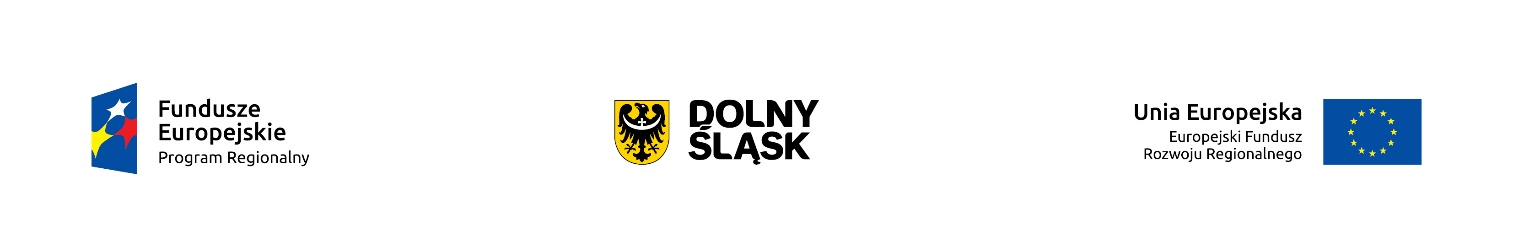 Fundusze
Europejskie
Program Regionalny
DOLNY
ŚLĄSK
Unia Europejska
Europejski Fundusz
Rozwoju Regionalnego